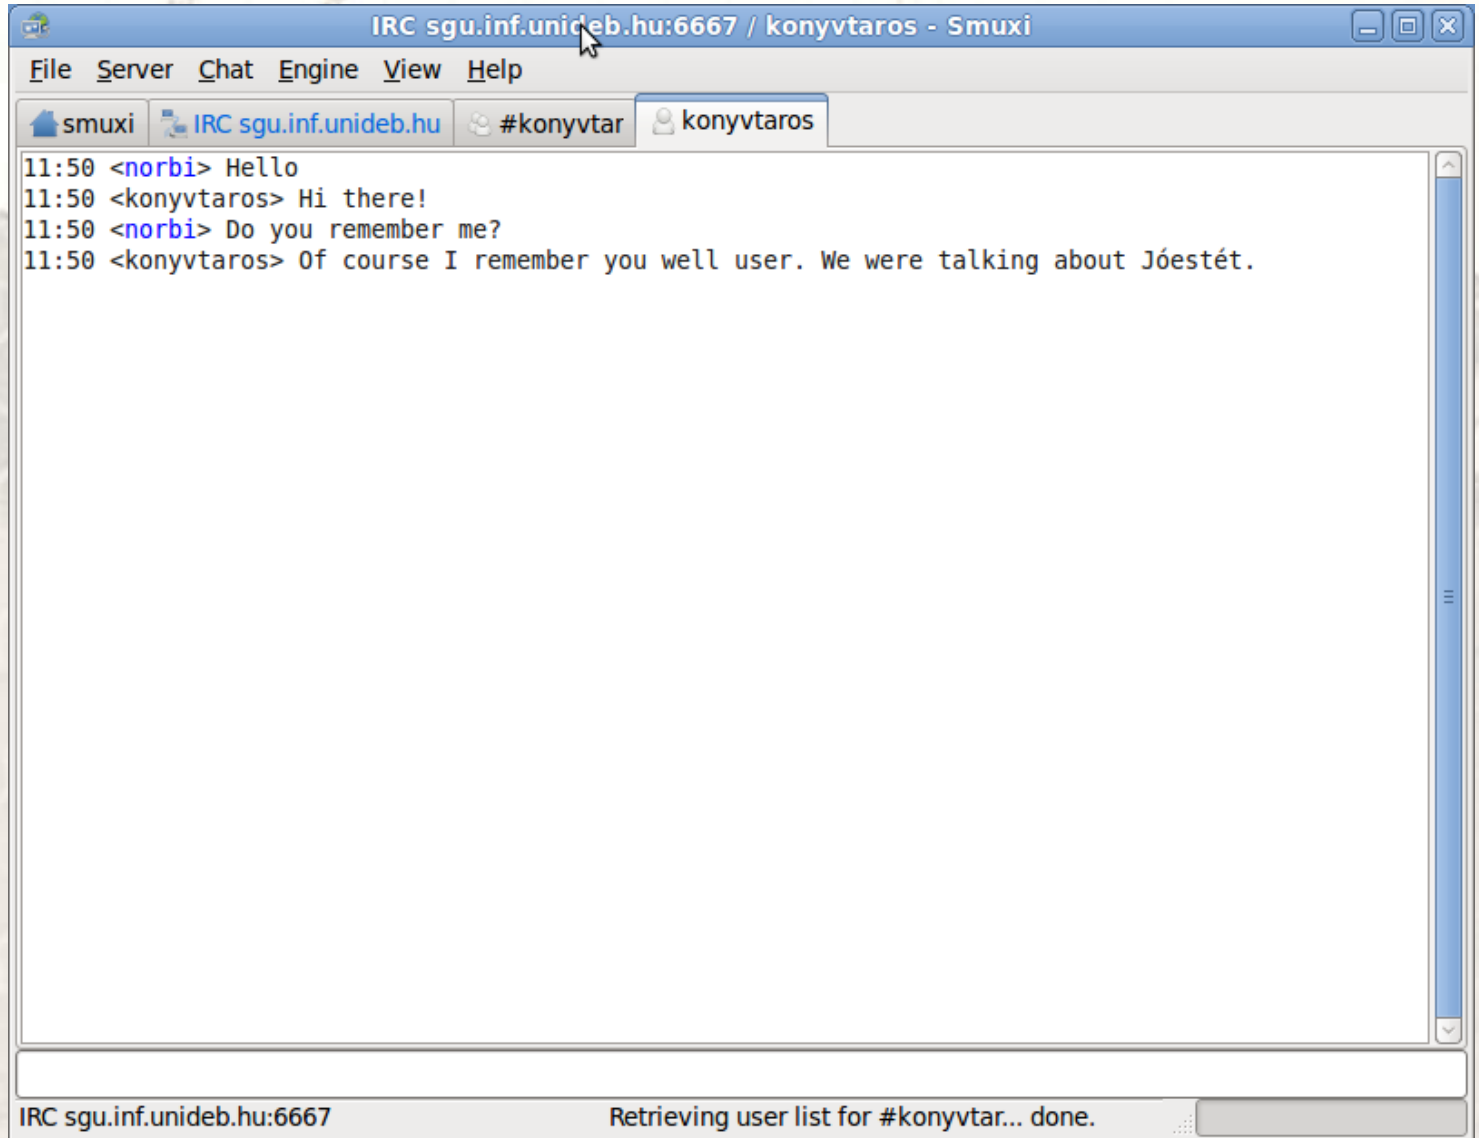 IRC sgu.inf.unideb.hu:6667 / konyvtaros - Smuxi
File Server Chat Engine View Help
smuxi IRC sgu.inf.unideb.hu #konyvtar konyvtaros
11:50 <norbi> Hello
11:50 <konyvtaros> Hi there!
11:50 <norbi> Do you remember me?
11:50 <konyvtaros> Of course I remember you well user. We were talking about Jóestét.
IRC sgu.inf.unideb.hu:6667 Retrieving user list for #konyvtar... done.